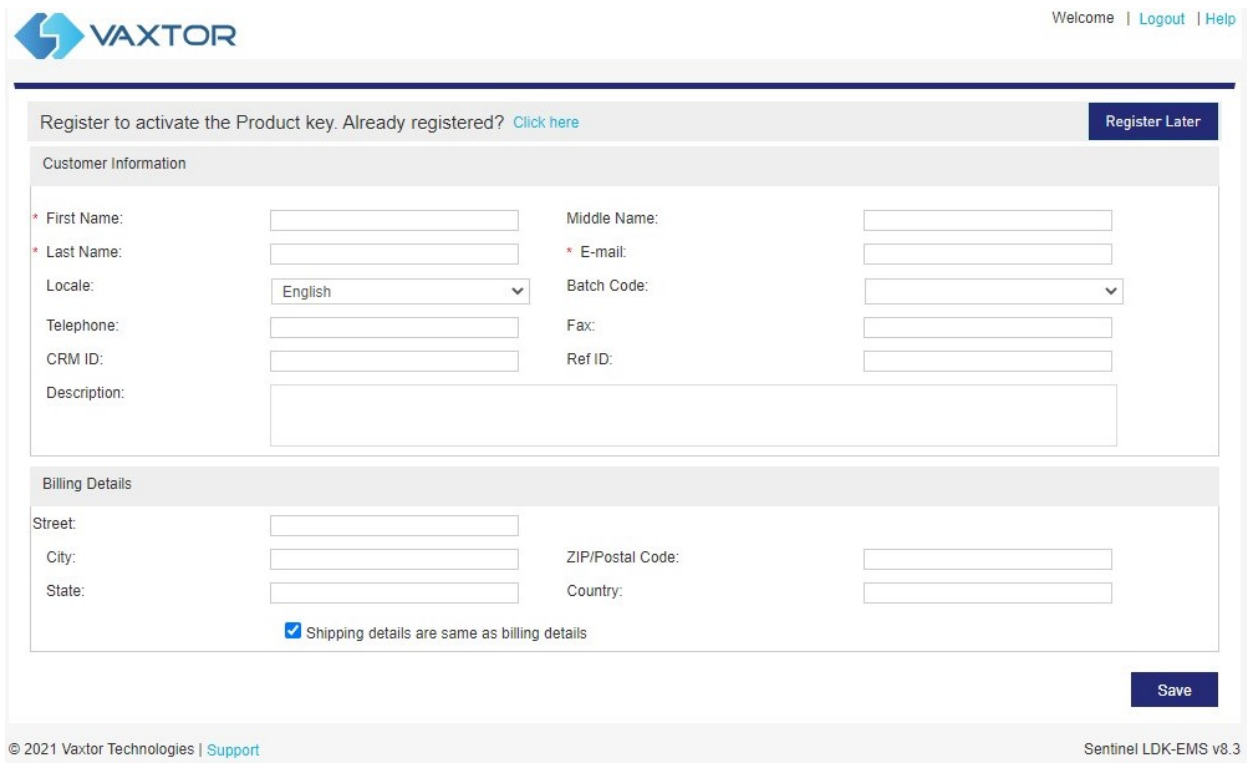 VAXTOR
Welcome | Logout | Help
Register to activate the Product key. Already registered? Click here
Register Later
Customer Information
* First Name: Middle Name:
* Last Name: * E-mail:
Locale: English Batch Code:
Telephone: Fax:
CRM ID: Ref ID:
Description:
Billing Details
Street:
City: ZIP/Postal Code:
State: Country:
Shipping details are same as billing details
Save
© 2021 Vaxtor Technologies | Support
Sentinel LDK-EMS v8.3